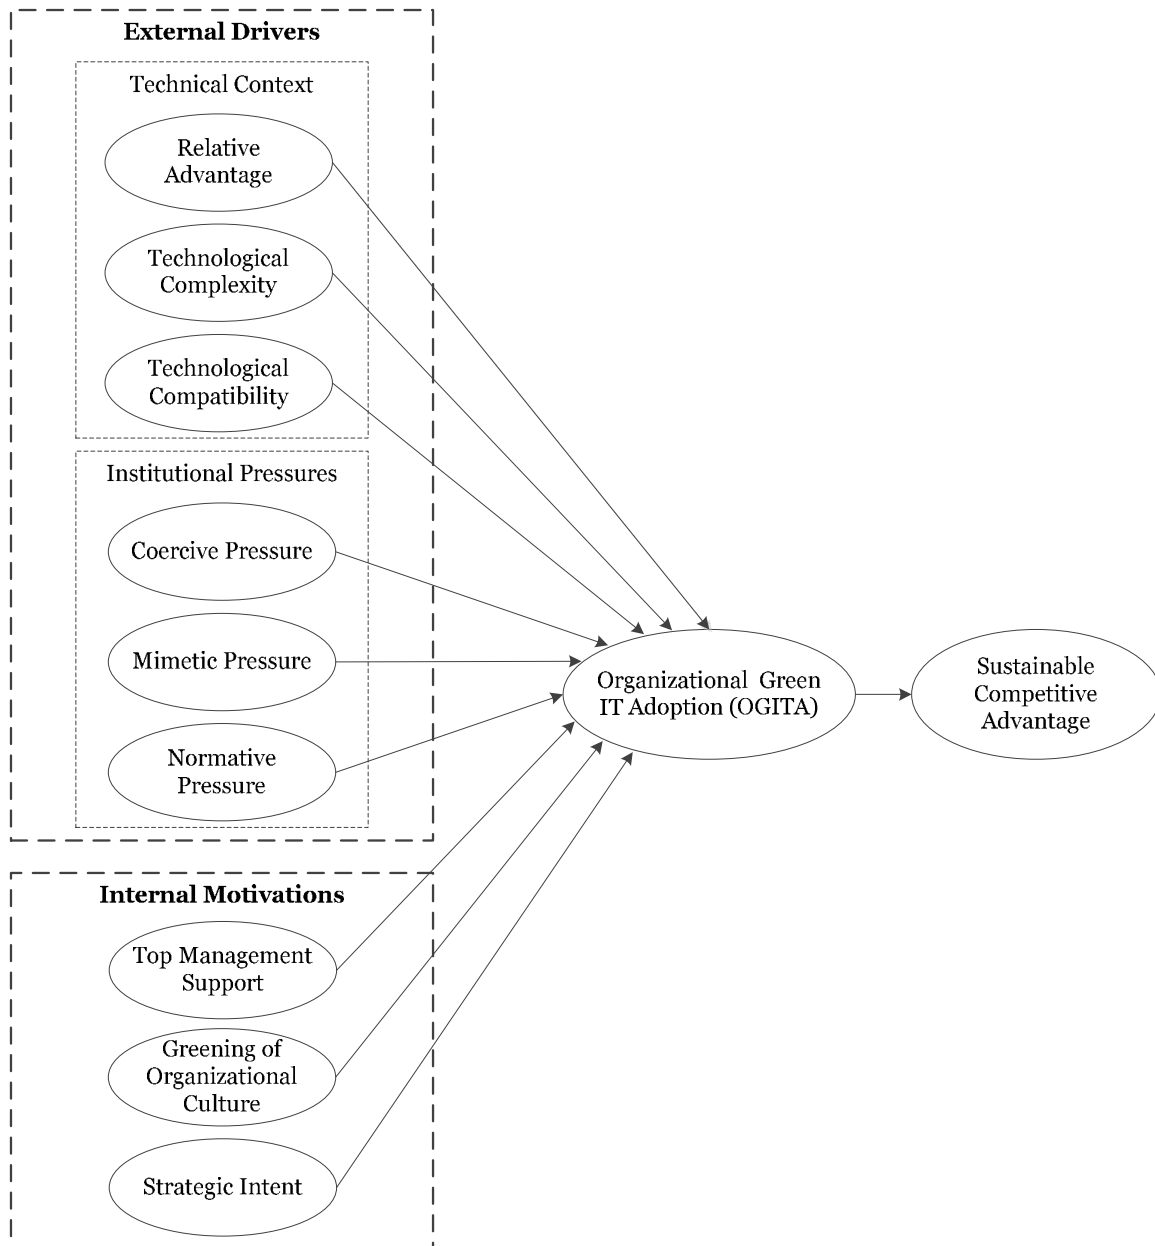 External Drivers
Technical Context
Relative
Advantage
Technological
Complexity
Technological
Compatibility
Institutional Pressures
Coercive Pressure
Mimetic Pressure
Normative
Pressure
Organizational Green
IT Adoption (OGITA)
Sustainable
Competitive
Advantage
Internal Motivations
Top Management
Support
Greening of
Organizational
Culture
Strategic Intent